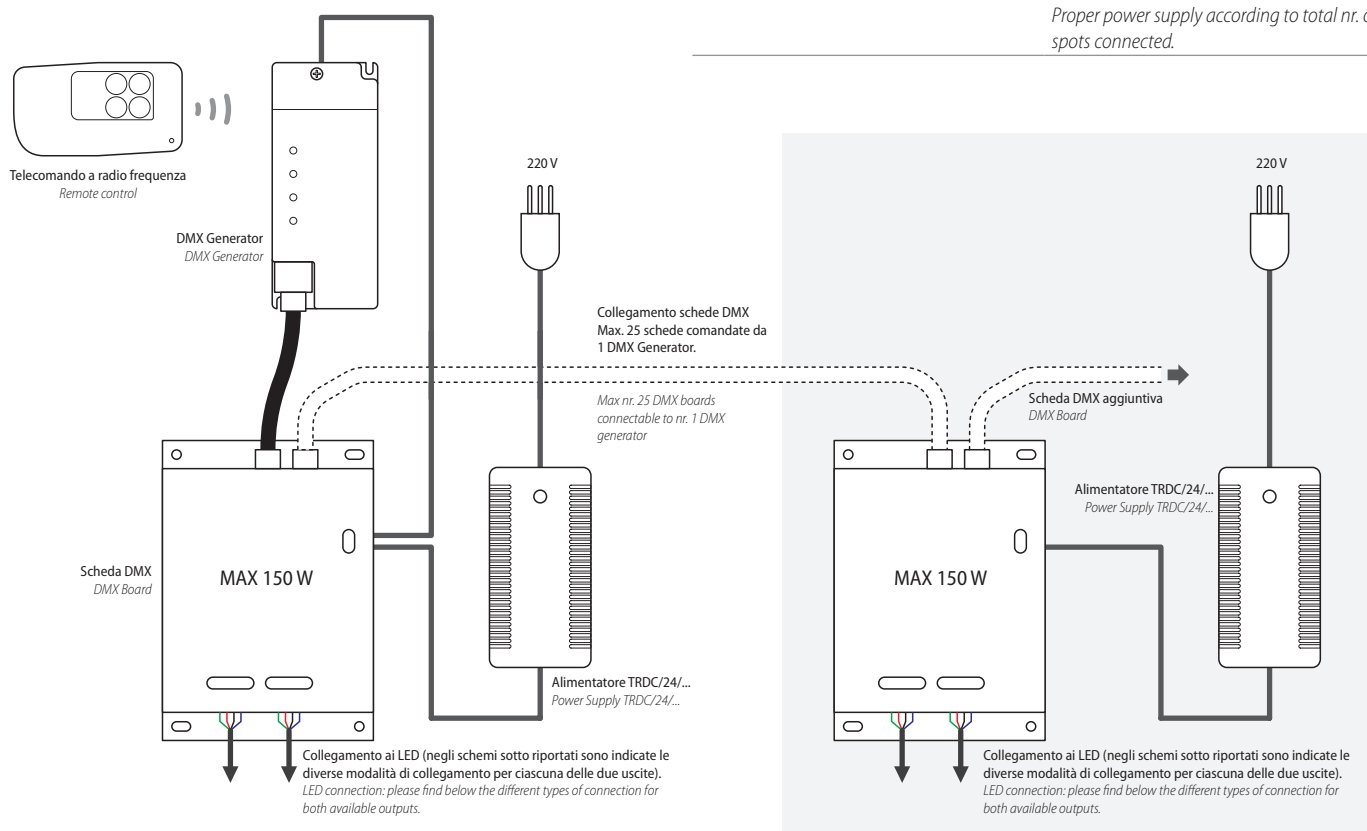 Proper power supply according to total nr.
spots connected.
Telecomando a radio frequenza
Remote control
DMX Generator
DMX Generator
220 V
Collegamento schede DMX
Max. 25 schede comandate da
1 DMX Generator.
Max nr. 25 DMX boards
connectable to nr. 1 DMX
generator
Scheda DMX
DMX Board
MAX 150 W
Alimentatore TRDC/24/...
Power Supply TRDC/24/...
Collegamento ai LED (negli schemi sotto riportati sono indicate le
diverse modalità di collegamento per ciascuna delle due uscite).
LED connection: please find below the different types of connection for
both available outputs.
220 V
Scheda DMX aggiuntiva
DMX Board
Alimentatore TRDC/24/...
Power Supply TRDC/24/...
MAX 150 W
Collegamento ai LED (negli schemi sotto riportati sono indicate le
diverse modalità di collegamento per ciascuna delle due uscite).
LED connection: please find below the different types of connection for
both available outputs.